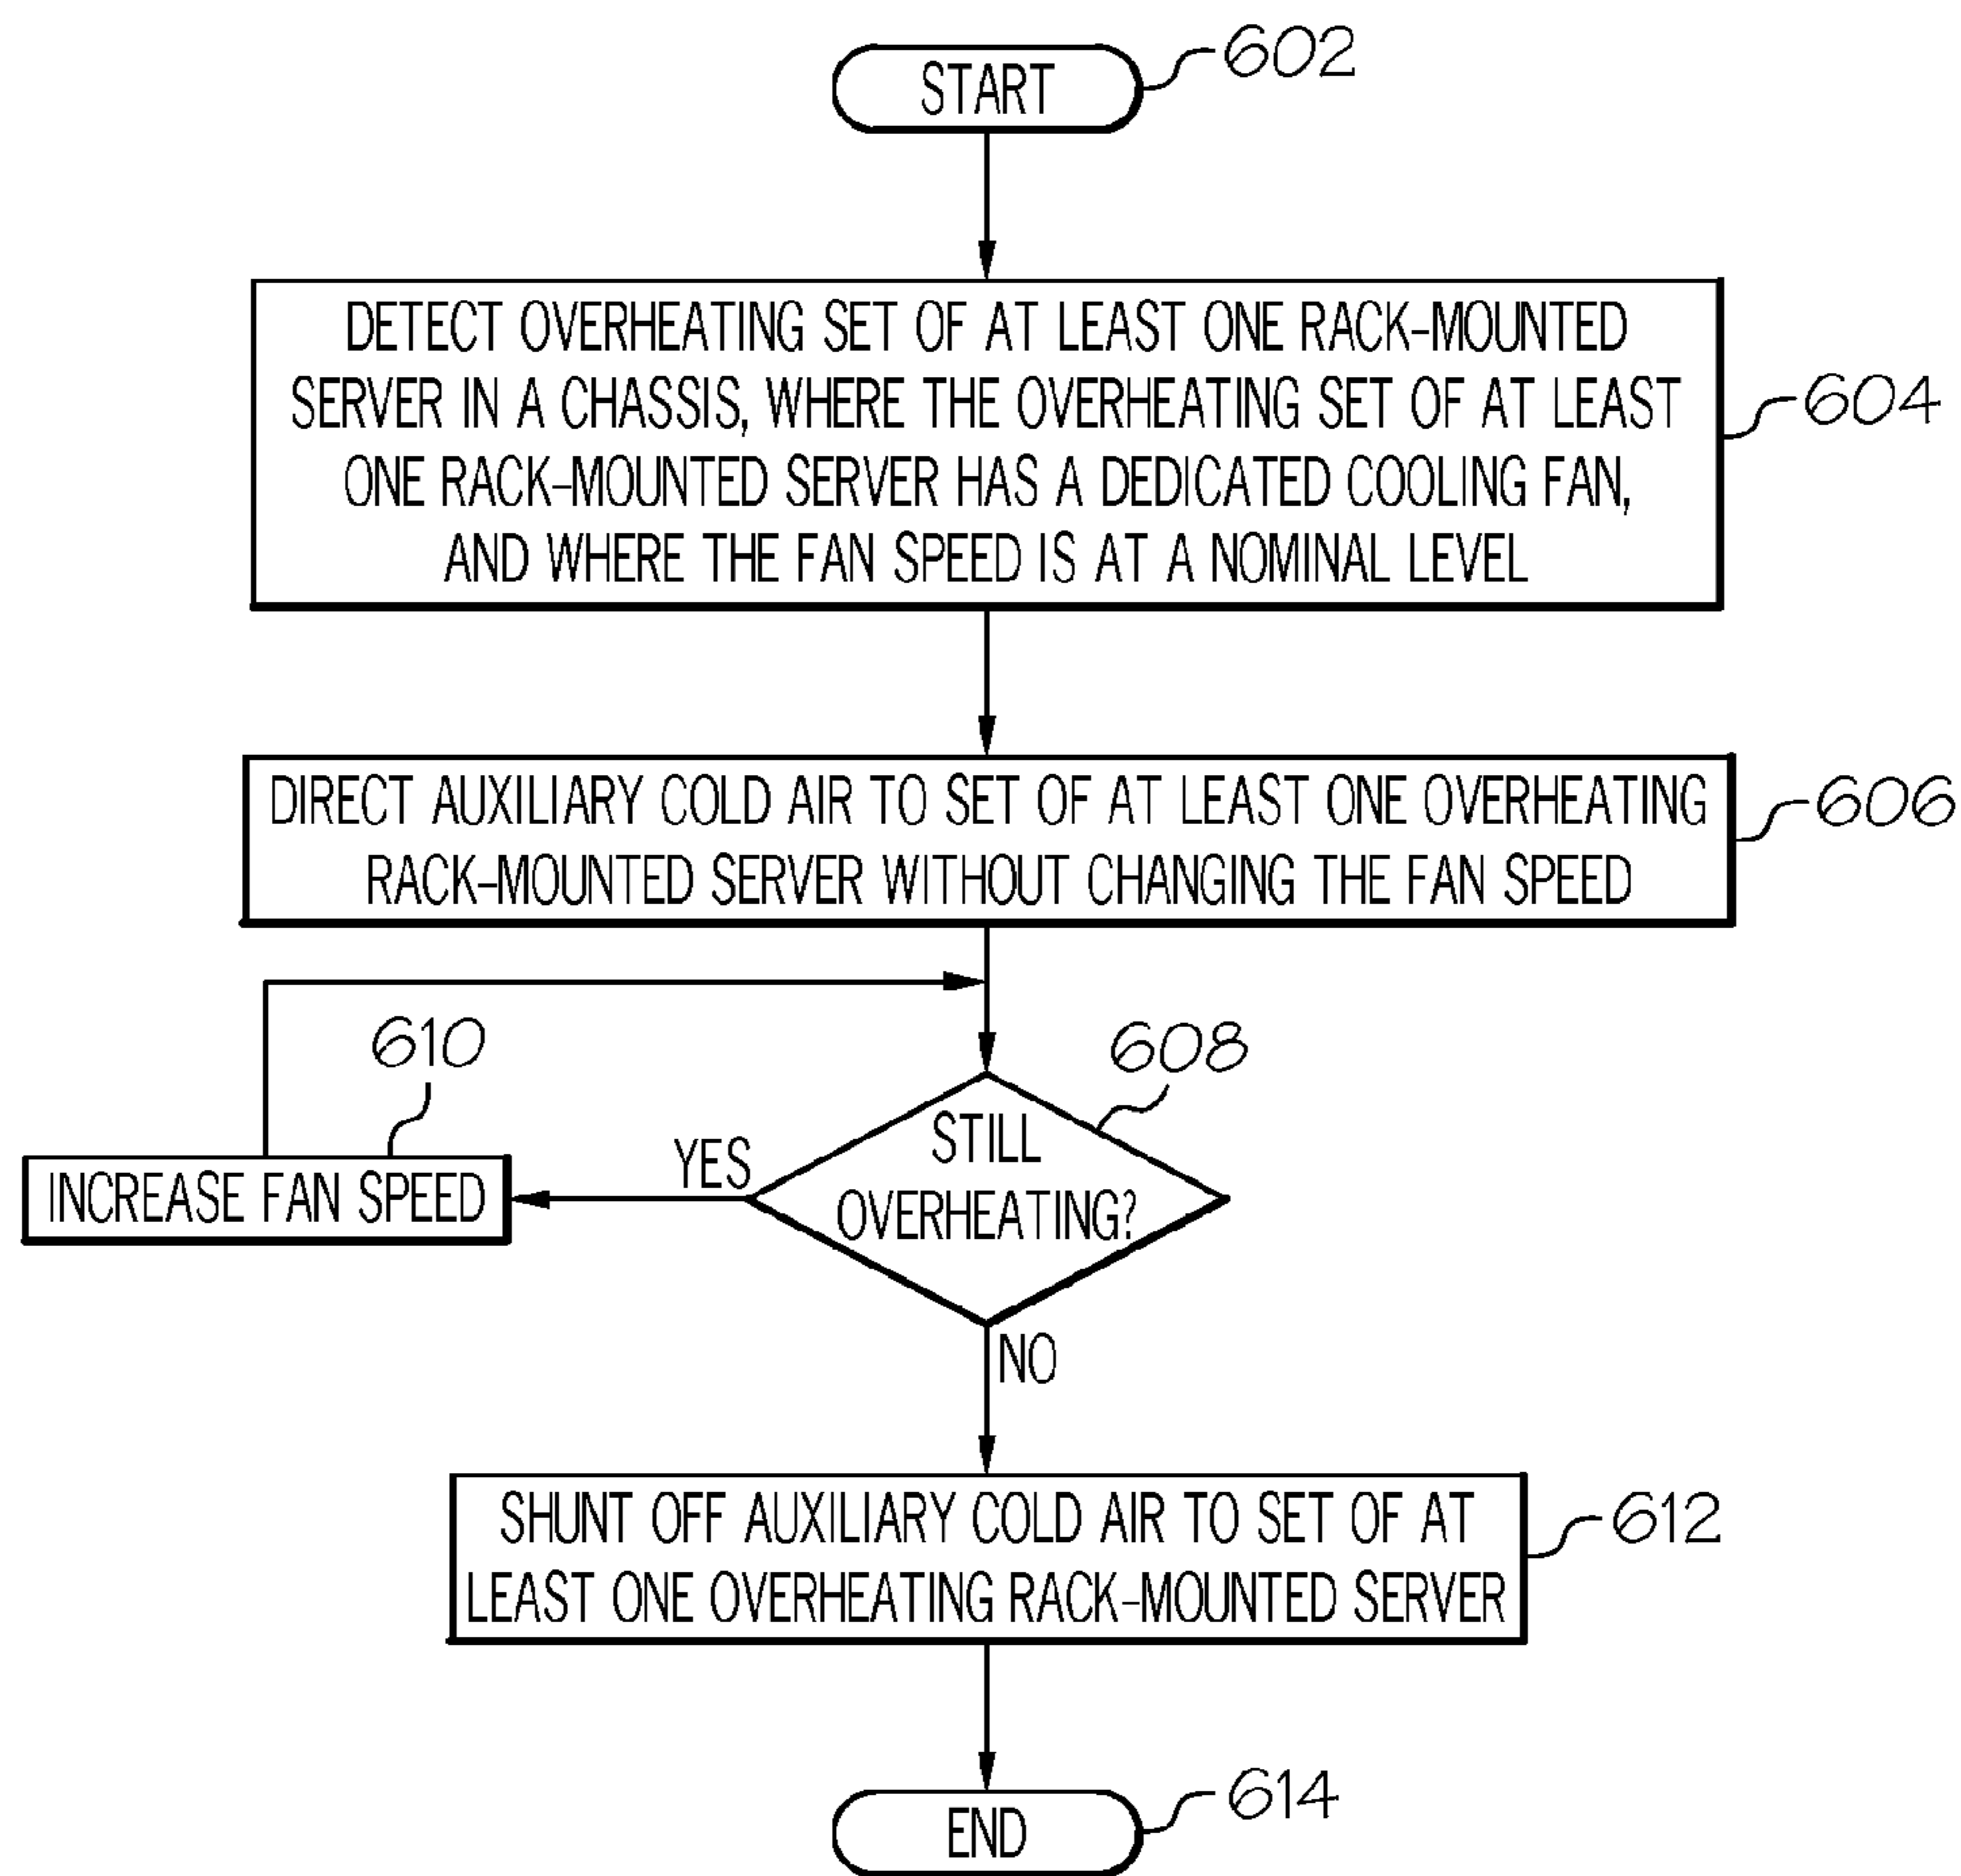 START
602
DETECT OVERHEATING SET OF AT LEAST ONE RACK-MOUNTED
SERVER IN A CHASSIS, WHERE THE OVERHEATING SET OF AT LEAST
ONE RACK-MOUNTED SERVER HAS A DEDICATED COOLING FAN,
AND WHERE THE FAN SPEED IS AT A NOMINAL LEVEL
604
DIRECT AUXILIARY COLD AIR TO SET OF AT LEAST ONE OVERHEATING
RACK-MOUNTED SERVER WITHOUT CHANGING THE FAN SPEED
606
STILL
OVERHEATING?
608
YES
INCREASE FAN SPEED
610
NO
SHUNT OFF AUXILIARY COLD AIR TO SET OF AT
LEAST ONE OVERHEATING RACK-MOUNTED SERVER
612
END
614